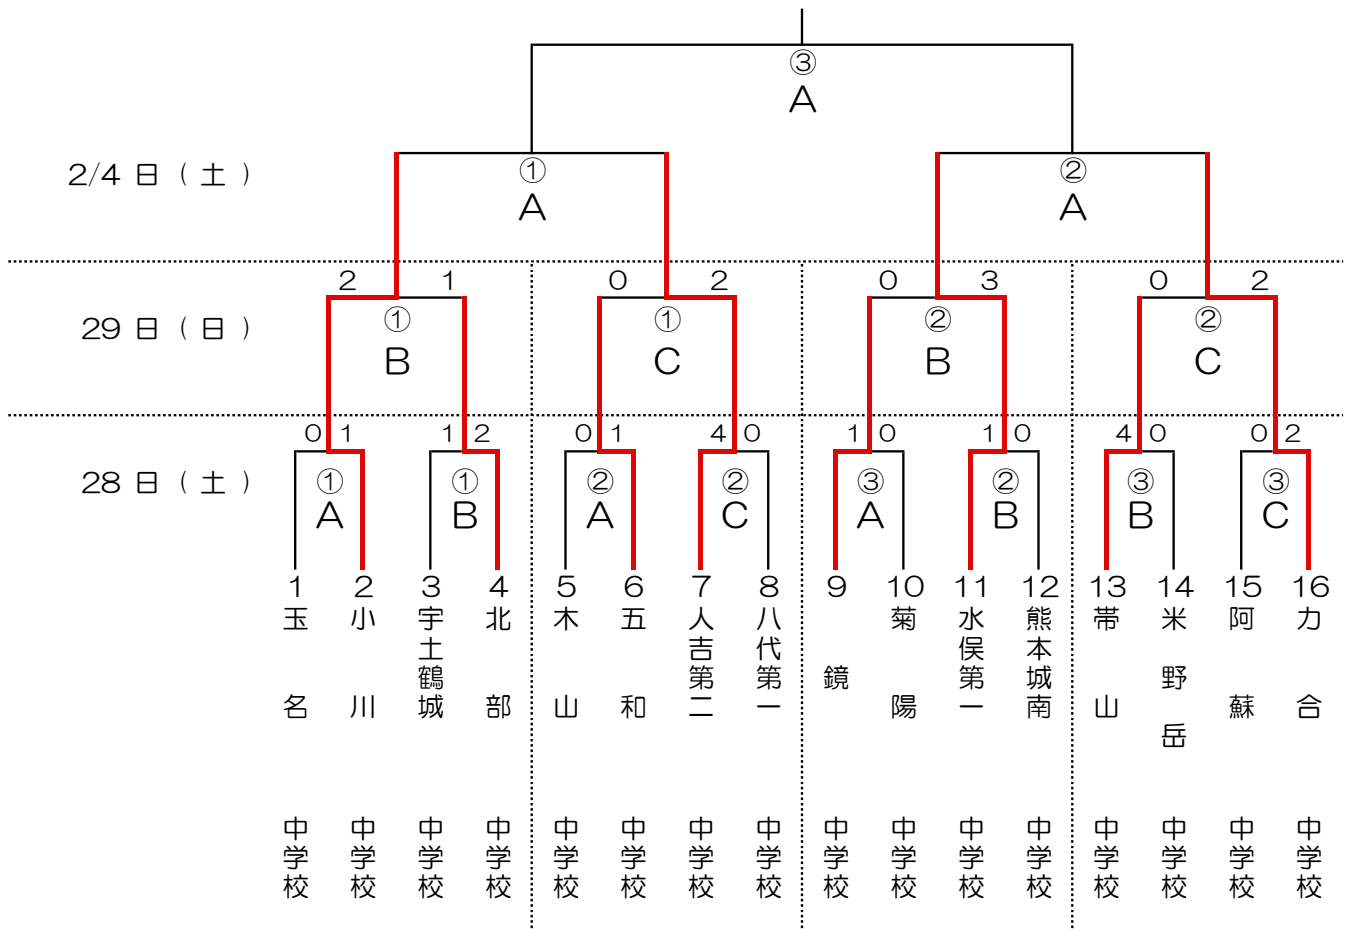 ③
A
2/4 日 ( 土 )
① ②
A A
2 1 0 2 0 3 0 2
29 日 ( 日 )
① ① ② ②
B C B C
0 1 1 2 0 1 4 0 1 0 1 0 4 0 0 2
28 日 ( 土 )
① ① ② ② ③ ② ③ ③
A B A C A B B C
1 2 3 4 5 6 7 8 9 10 11 12 13 14 15 16
玉名中学校
小川中学校
宇土鶴城中学校
北部中学校
木山中学校
五和中学校
人吉第二中学校
八代第一中学校
鏡中学校
菊陽中学校
水俣第一中学校
熊本城南中学校
帯山中学校
米野岳中学校
阿蘇中学校
力合中学校